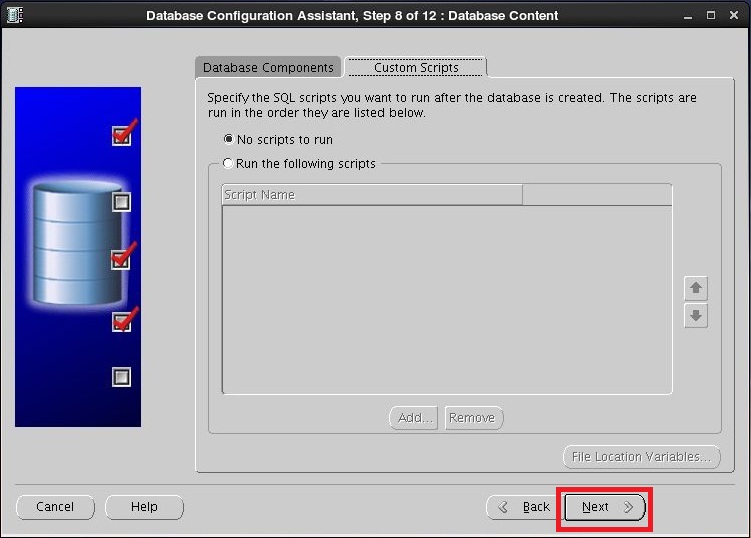 Database Configuration Assistant, Step 8 of 12 : Database Content
Database Components
Custom Scripts
Specify the SQL scripts you want to run after the database is created. The scripts are
run in the order they are listed below.
No scripts to run
Run the following scripts
Script Name
Add...
Remove
File Location Variables...
Cancel
Help
Back
Next